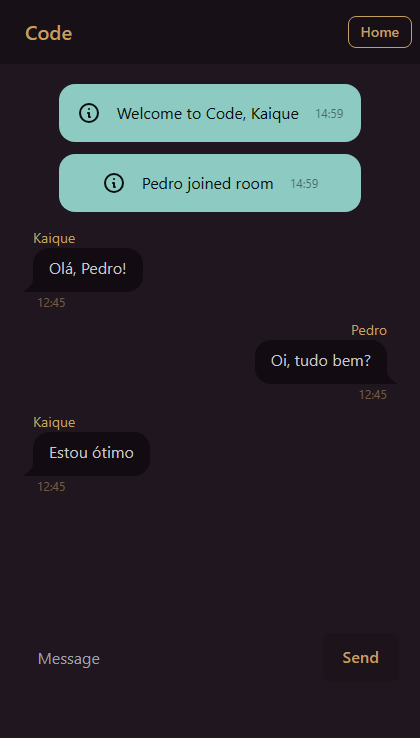 Code
Home
Welcome to Code, Kaique 14:59
Pedro joined room 14:59
Kaique
Olá, Pedro!
12:45
Pedro
Oi, tudo bem?
12:45
Kaique
Estou ótimo
12:45
Message
Send